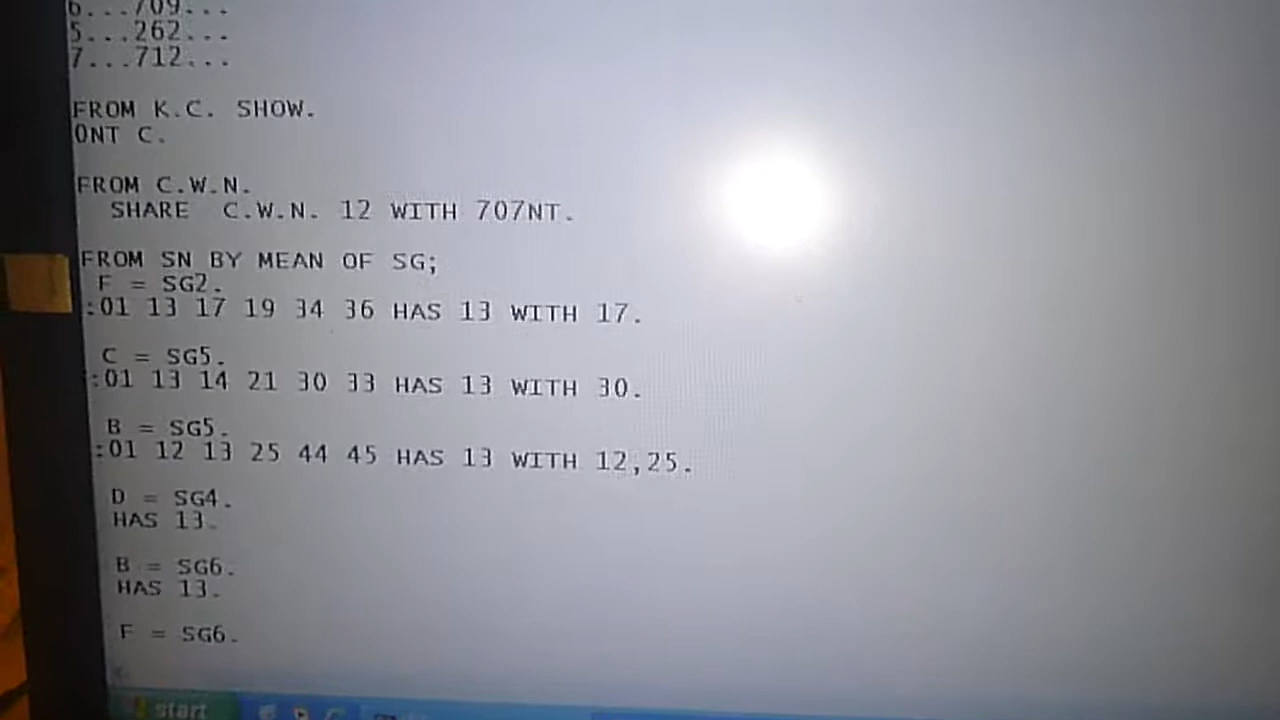 6...709...
5...262...
7...712...
FROM K.C. SHOW.
ONT C.
FROM C.W.N.
SHARE C.W.N. 12 WITH 707NT.
FROM SN BY MEAN OF SG;
F = SG2.
:01 13 17 19 34 36 HAS 13 WITH 17.
C = SG5.
:01 13 14 21 30 33 HAS 13 WITH 30.
B = SG5.
:01 12 13 25 44 45 HAS 13 WITH 12,25.
D = SG4.
HAS 13.
B = SG6.
HAS 13.
F = SG6.
start